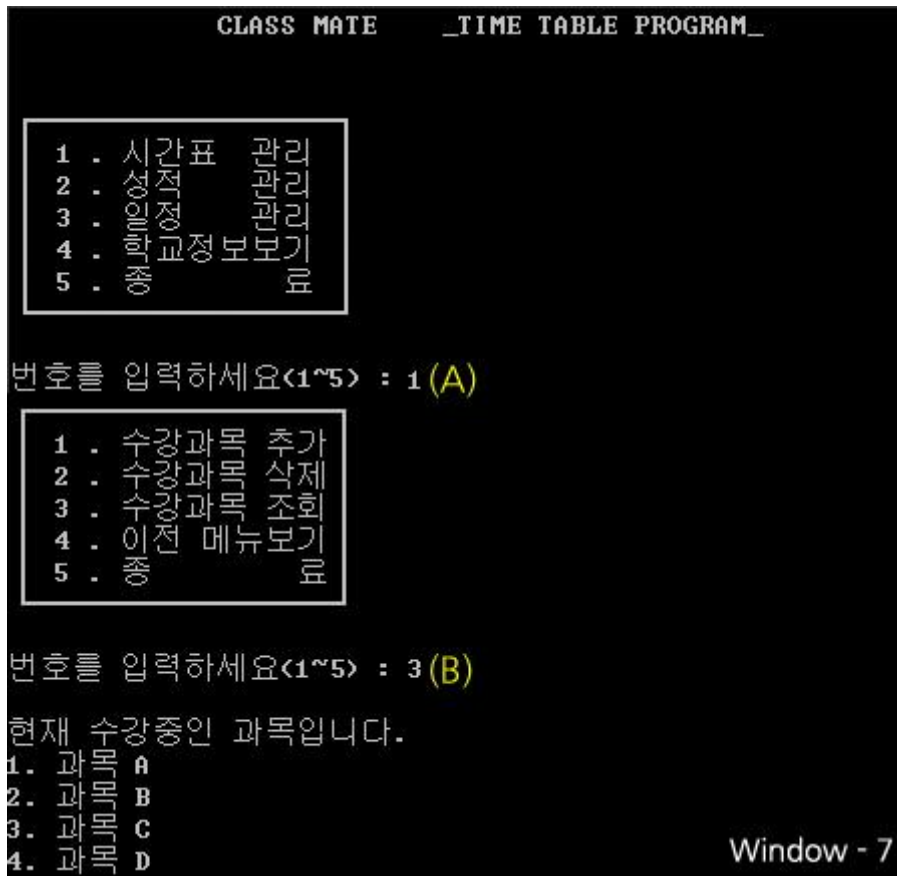 CLASS MATE _TIME TABLE PROGRAM_
1 . 시간표 관리
2 . 성적 관리
3 . 일정 관리
4 . 학교정보보기
5 . 종 료
번호를 입력하세요(1~5) : 1 (A)
1 . 수강과목 추가
2 . 수강과목 삭제
3 . 수강과목 조회
4 . 이전 메뉴보기
5 . 종 료
번호를 입력하세요(1~5) : 3 (B)
현재 수강중인 과목입니다.
1. 과목 A
2. 과목 B
3. 과목 C
4. 과목 D
Window - 7